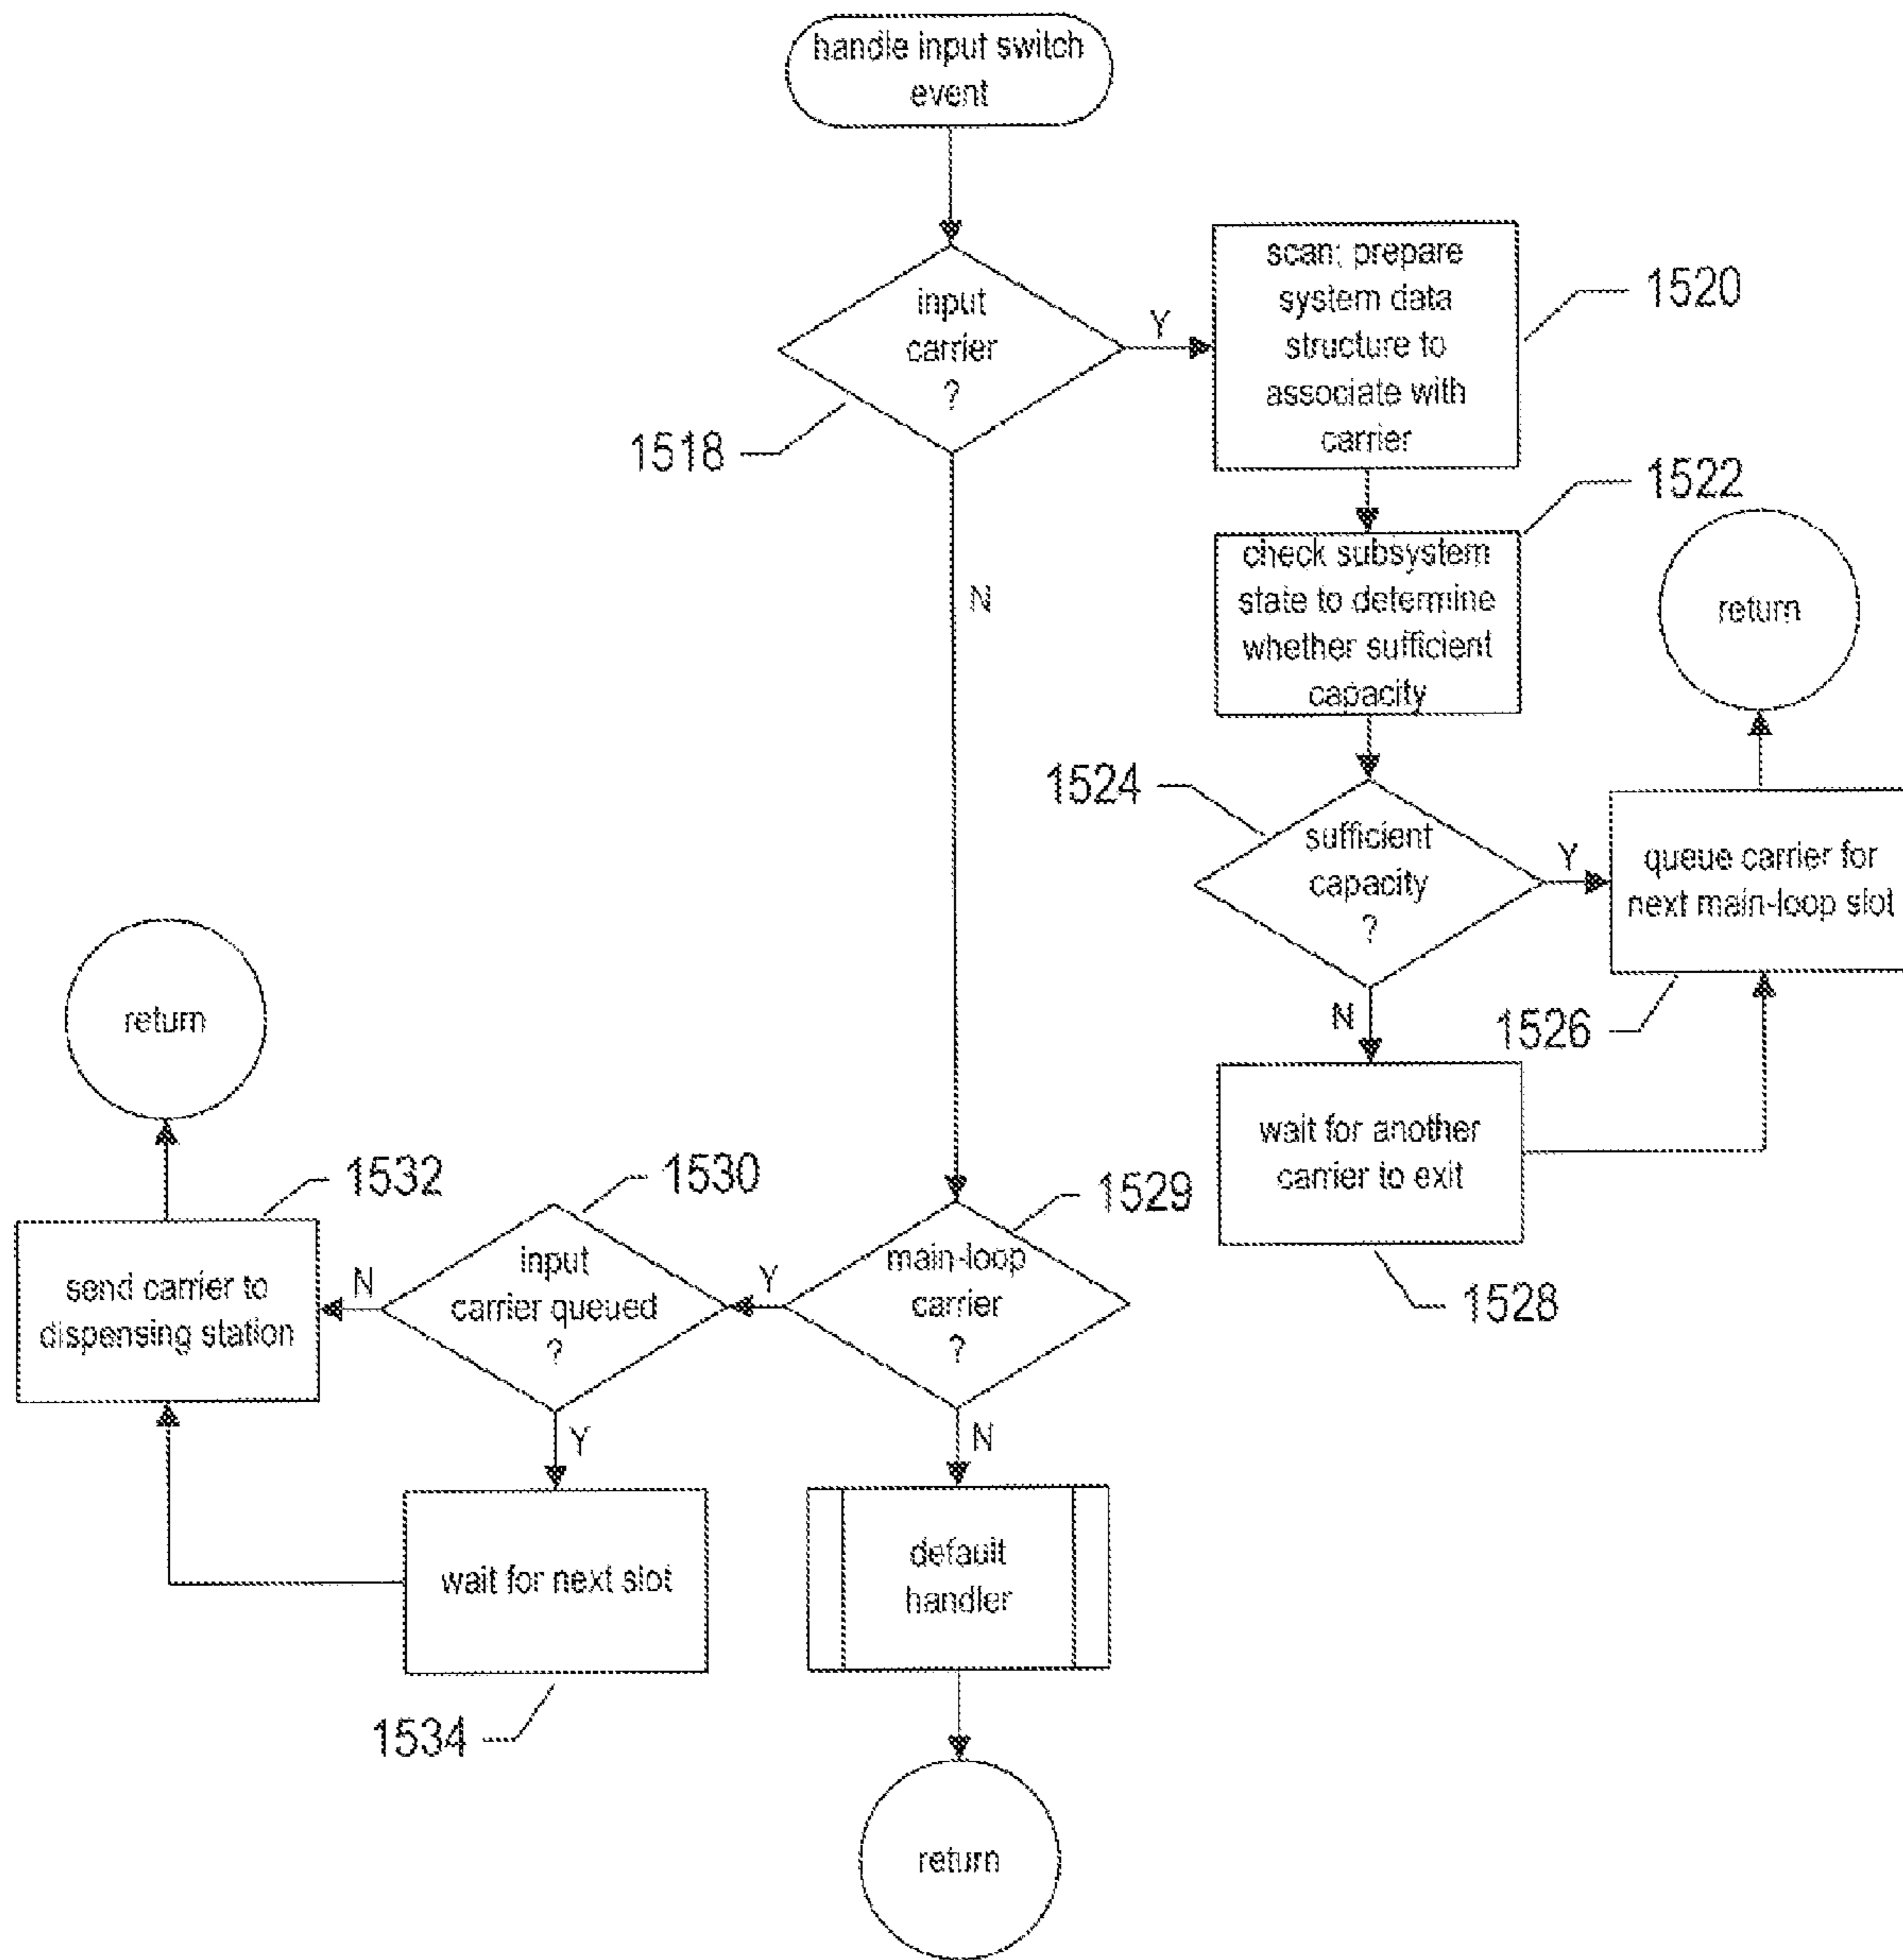 handle input switch
event
input
carrier
?
Y
N
1518
scan; prepare
system data
structure to
associate with
carrier
1520
1522
check subsystem
state to determine
whether sufficient
capacity
return
1524
sufficient
capacity
?
Y
N
queue carrier for
next main-loop slot
1526
wait for another
carrier to exit
1528
return
1532
send carrier to
dispensing station
1530
input
carrier queued
?
N
Y
1529
main-loop
carrier
?
Y
N
wait for next slot
1534
default
handler
return